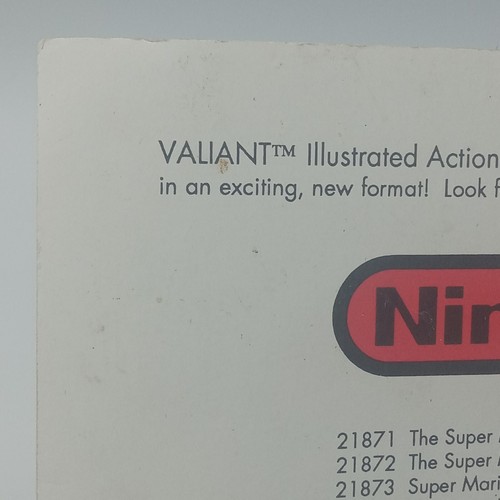 VALIANT™ Illustrated Action
in an exciting, new format! Look f
Nin
21871 The Super
21872 The Super
21873 Super Mari